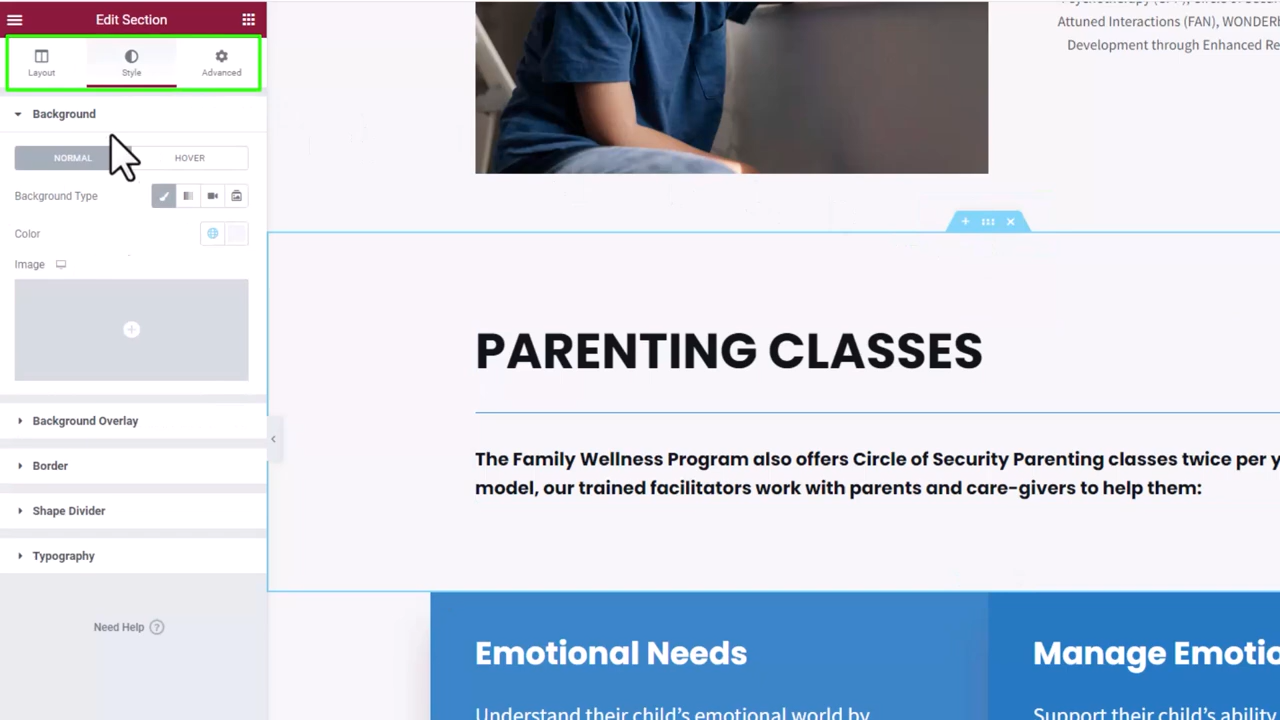 Edit Section
Layout
Style
Advanced
Background
NORMAL
HOVER
Background Type
Color
Image
Background Overlay
Border
Shape Divider
Typography
Need Help
Attuned Interactions (FAN),
Development through Enhanced
PARENTING CLASSES
The Family Wellness Program also offers Circle of Security Parenting classes twice per
model, our trained facilitators work with parents and care-givers to help them:
Emotional Needs
Understand their child's emotional world by
Manage
Support their child's ability